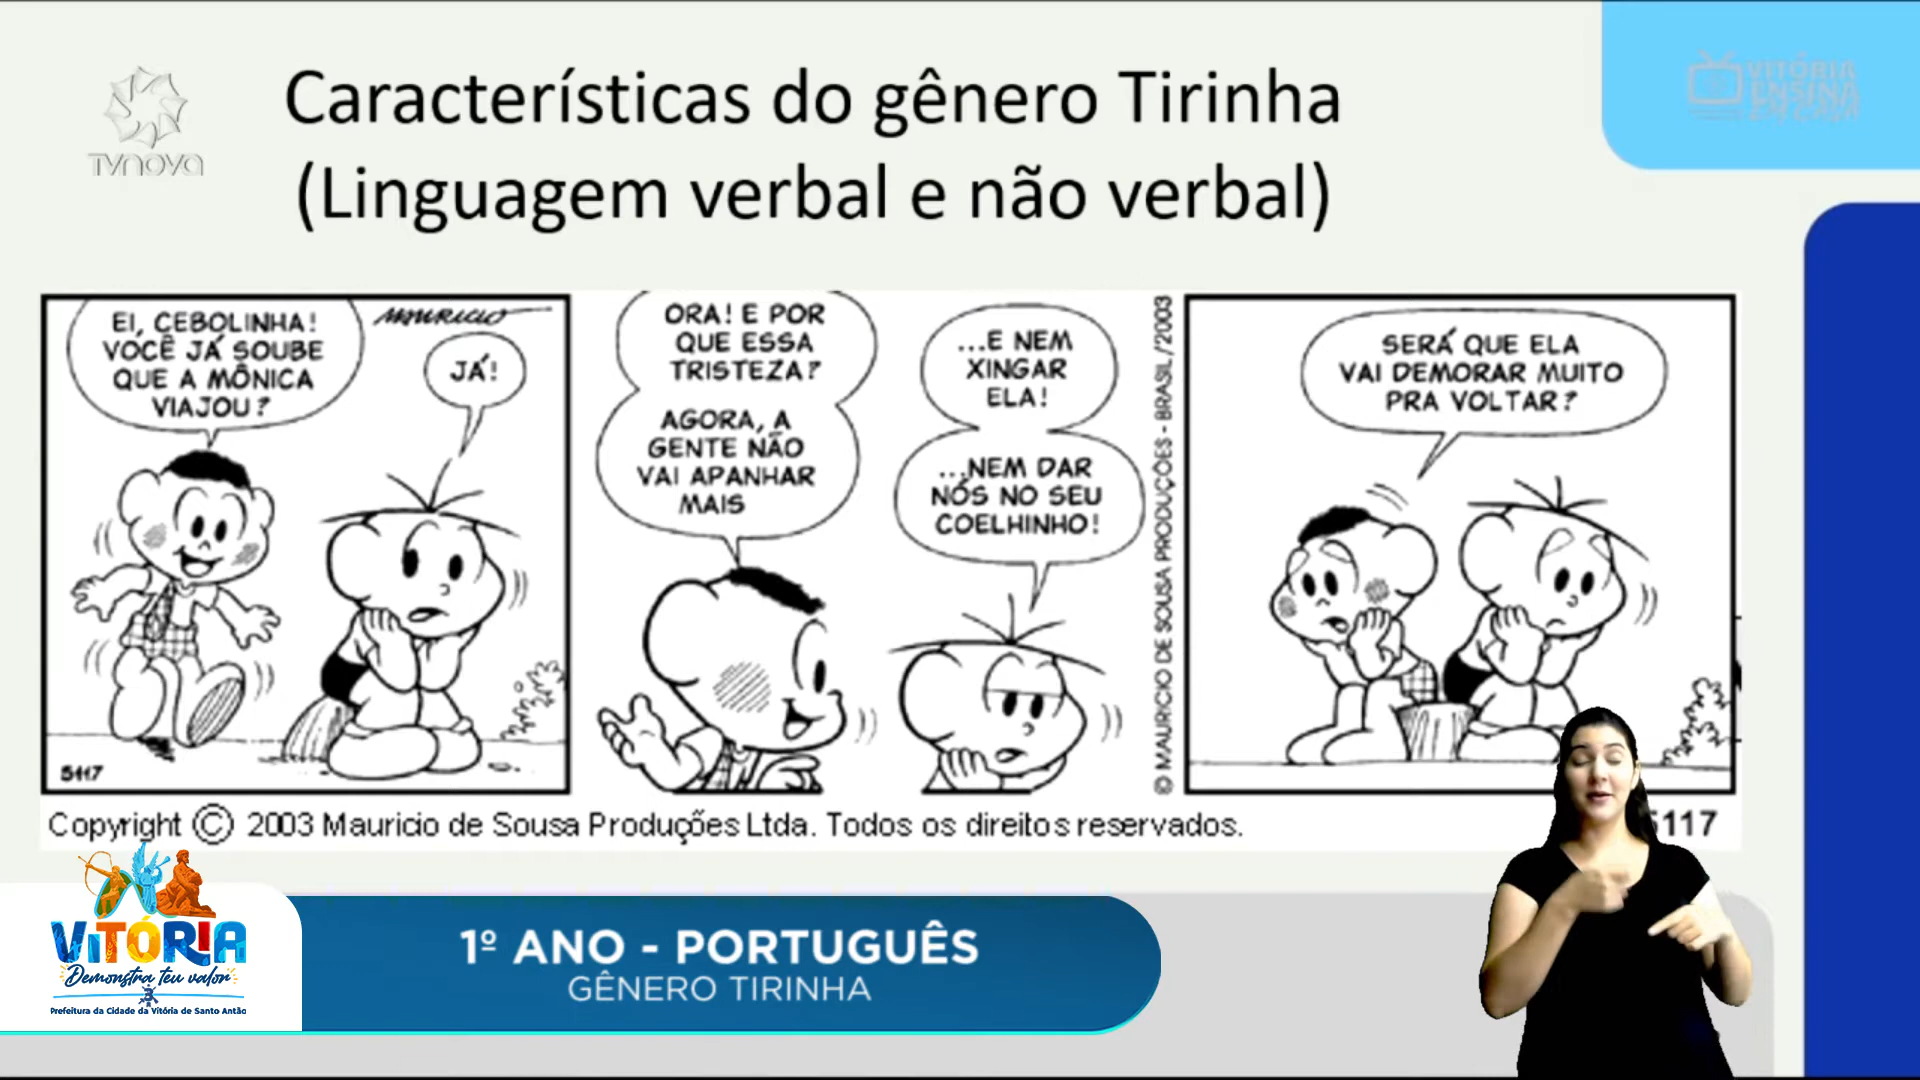 TVNOVA
Características do gênero Tirinha
(Linguagem verbal e não verbal)
VITÓRIA
ENSINA
EI, CEBOLINHA!
VOCÊ JÁ SOUBE
QUE A MÔNICA
VIAJOU?
MAURICIO
JÁ!
5117
ORA! E POR
QUE ESSA
TRISTEZA?
AGORA, A
GENTE NÃO
VAI APANHAR
MAIS
...E NEM
XINGAR
ELA!
...NEM DAR
NÓS NO SEU
COELHINHO!
© MAURICIO DE SOUSA PRODUÇÕES - BRASIL/2003
SERÁ QUE ELA
VAI DEMORAR MUITO
PRA VOLTAR?
Copyright © 2003 Mauricio de Sousa Produções Ltda. Todos os direitos reservados.
5117
VITÓRIA
Demonstra teu valor
Prefeitura da Cidade da Vitória de Santo Antão
1º ANO - PORTUGUÊS
GÊNERO TIRINHA